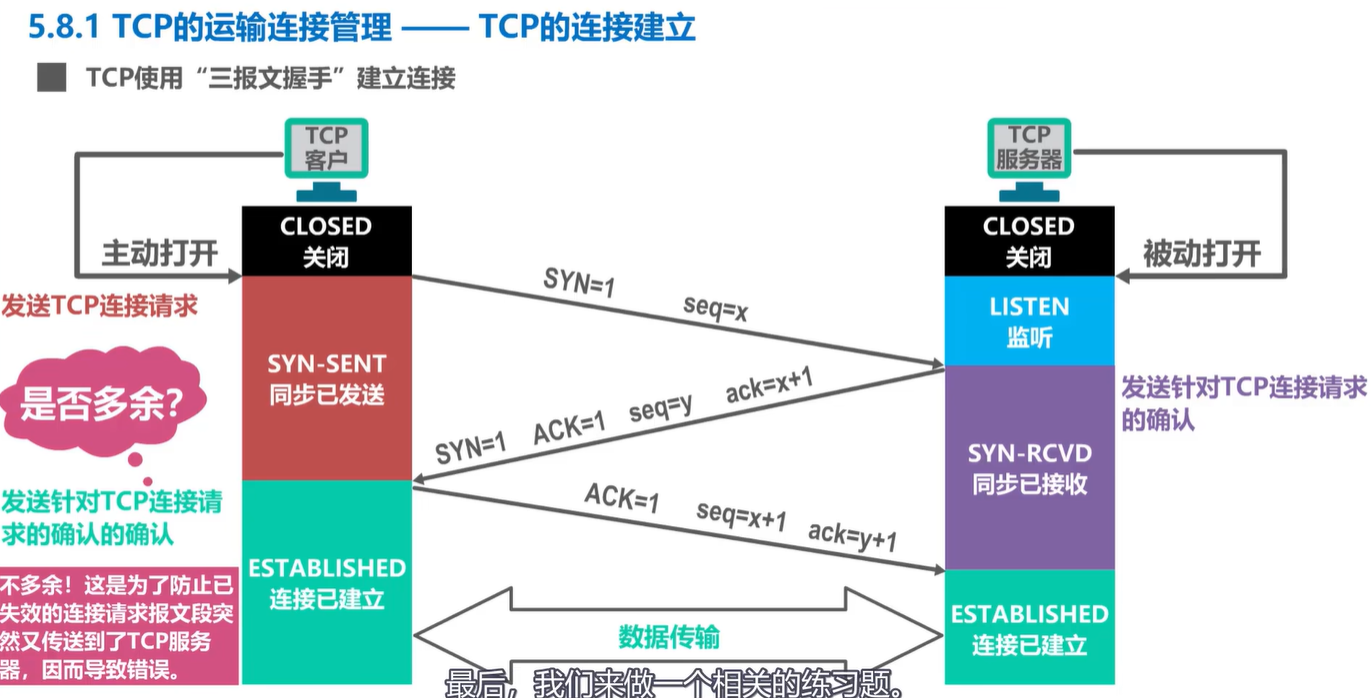 5.8.1 TCP的运输连接管理 —— TCP的连接建立
TCP使用“三报文握手”建立连接
TCP
客户
TCP
服务器
CLOSED
关闭
CLOSED
关闭
主动打开
被动打开
发送TCP连接请求
SYN=1 seq=x
LISTEN
监听
SYN-SENT
同步已发送
是否多余？
SYN=1 ACK=1 seq=y ack=x+1
发送针对TCP连接请求
的确认
SYN-RCVD
同步已接收
发送针对TCP连接请
求的确认的确认
ACK=1 seq=x+1 ack=y+1
ESTABLISHED
连接已建立
不多余！这是为了防止已
失效的连接请求报文段突
然又传送到了TCP服务
器，因而导致错误。
数据传输
ESTABLISHED
连接已建立
最后，我们来做一个相关的练习题。